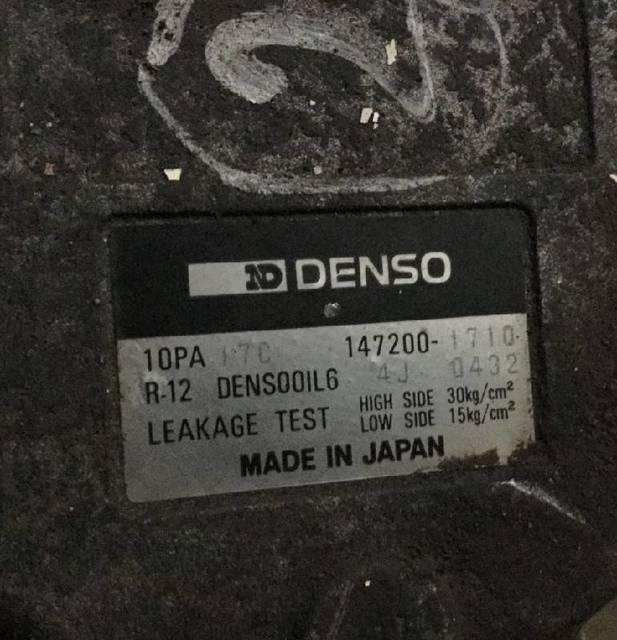 ND DENSO
10PA 17C 147200-1710-
R-12 DENSOOIL6 4J 0432
LEAKAGE TEST HIGH SIDE 30kg/cm²
LOW SIDE 15kg/cm²
MADE IN JAPAN